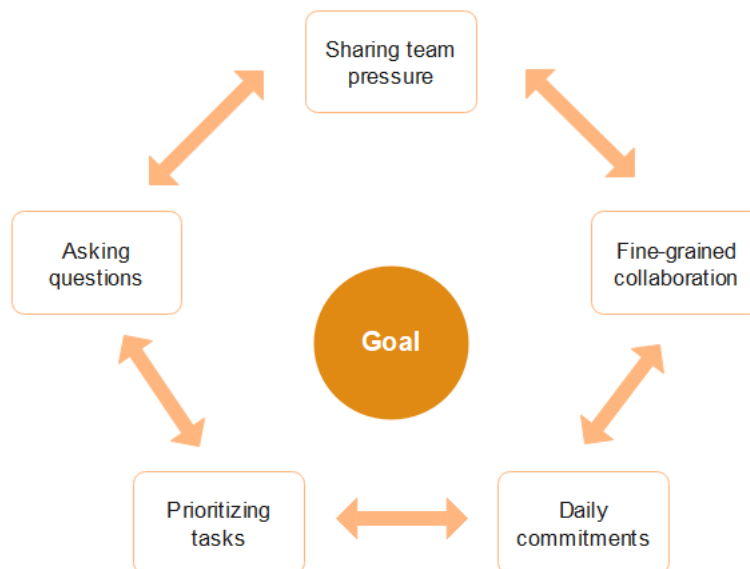 Sharing team
pressure
Asking
questions
Fine-grained
collaboration
Goal
Prioritizing
tasks
Daily
commitments